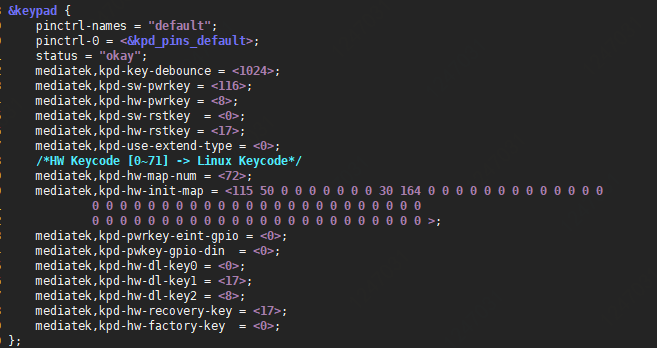 &keypad {
pinctrl-names = "default";
pinctrl-0 = <&kpd_pins_default>;
status = "okay";
mediatek,kpd-key-debounce = <1024>;
mediatek,kpd-sw-pwrkey = <116>;
mediatek,kpd-hw-pwrkey = <8>;
mediatek,kpd-sw-rstkey  = <0>;
mediatek,kpd-hw-rstkey = <17>;
mediatek,kpd-use-extend-type = <0>;
/*HW Keycode [0~71] -> Linux Keycode*/
mediatek,kpd-hw-map-num = <72>;
mediatek,kpd-hw-init-map = <115 50 0 0 0 0 0 0 0 30 164 0 0 0 0 0 0 0 0 0 0 0 0 0
0 0 0 0 0 0 0 0 0 0 0 0 0 0 0 0 0 0 0 0 0 0 0 0
0 0 0 0 0 0 0 0 0 0 0 0 0 0 0 0 0 0 0 0 0 0 0 0 >;
mediatek,kpd-pwrkey-eint-gpio = <0>;
mediatek,kpd-pwkey-gpio-din  = <0>;
mediatek,kpd-hw-dl-key0 = <0>;
mediatek,kpd-hw-dl-key1 = <17>;
mediatek,kpd-hw-dl-key2 = <8>;
mediatek,kpd-hw-recovery-key = <17>;
mediatek,kpd-hw-factory-key  = <0>;
};